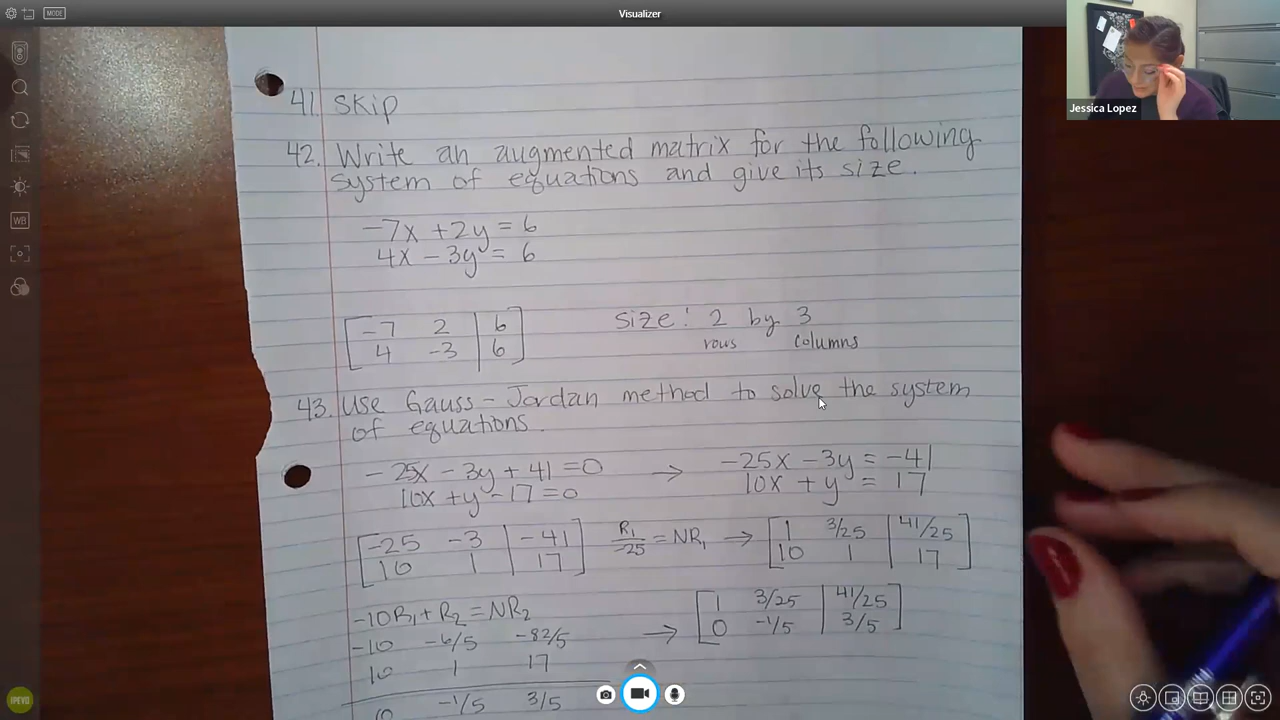 MODE
Visualizer
Jessica Lopez
WB
41. Skip
42. Write an augmented matrix for the following
system of equations and give its size.
-7x + 2y = 6
4x - 3y = 6
-7 2 | 6
4 -3 | 6
size: 2 by 3
rows columns
43. Use Gauss-Jordan method to solve the system
of equations.
-25x - 3y + 41 = 0 → -25x - 3y = -41
10x + y - 17 = 0 10x + y = 17
-25 -3 | -41 R1/-25 = NR1 → 1 3/25 | 41/25
10 1 | 17 10 1 | 17
-10R1 + R2 = NR2
-10 -6/5 -82/5 → 1 3/25 | 41/25
10 1 17 0 -1/5 | 3/5
0 -1/5 3/5
IPEVO